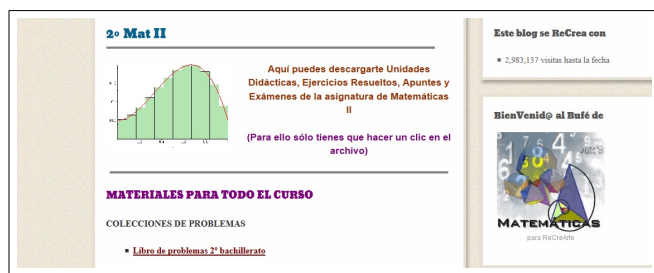 2º Mat II
Aquí puedes descargarte Unidades
Didácticas, Ejercicios Resueltos, Apuntes y
Exámenes de la asignatura de Matemáticas
II
(Para ello sólo tienes que hacer un clic en el
archivo)
MATERIALES PARA TODO EL CURSO
COLECCIONES DE PROBLEMAS
Libro de problemas 2º bachillerato
Este blog se ReCrea con
2,983,137 visitas hasta la fecha
BienVenid@ al Bufé de
MATEMÁTICAS
para ReCreArte